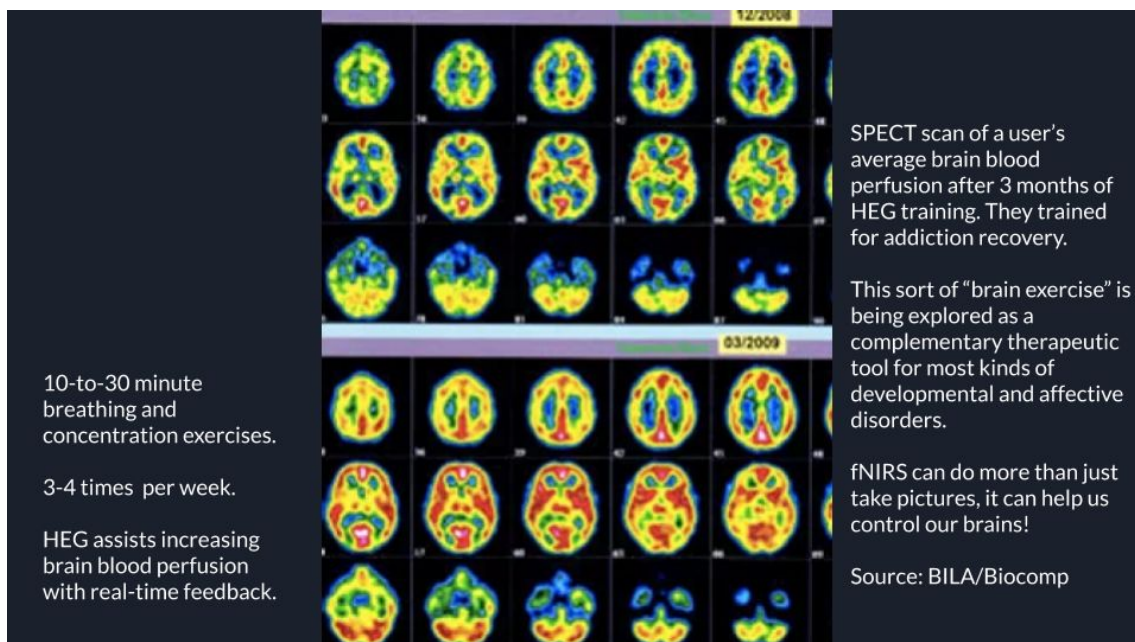 12/2008
03/2009
10-to-30 minute
breathing and
concentration exercises.
3-4 times per week.
HEG assists increasing
brain blood perfusion
with real-time feedback.
SPECT scan of a user's
average brain blood
perfusion after 3 months of
HEG training. They trained
for addiction recovery.
This sort of “brain exercise” is
being explored as a
complementary therapeutic
tool for most kinds of
developmental and affective
disorders.
fNIRS can do more than just
take pictures, it can help us
control our brains!
Source: BILA/Biocomp